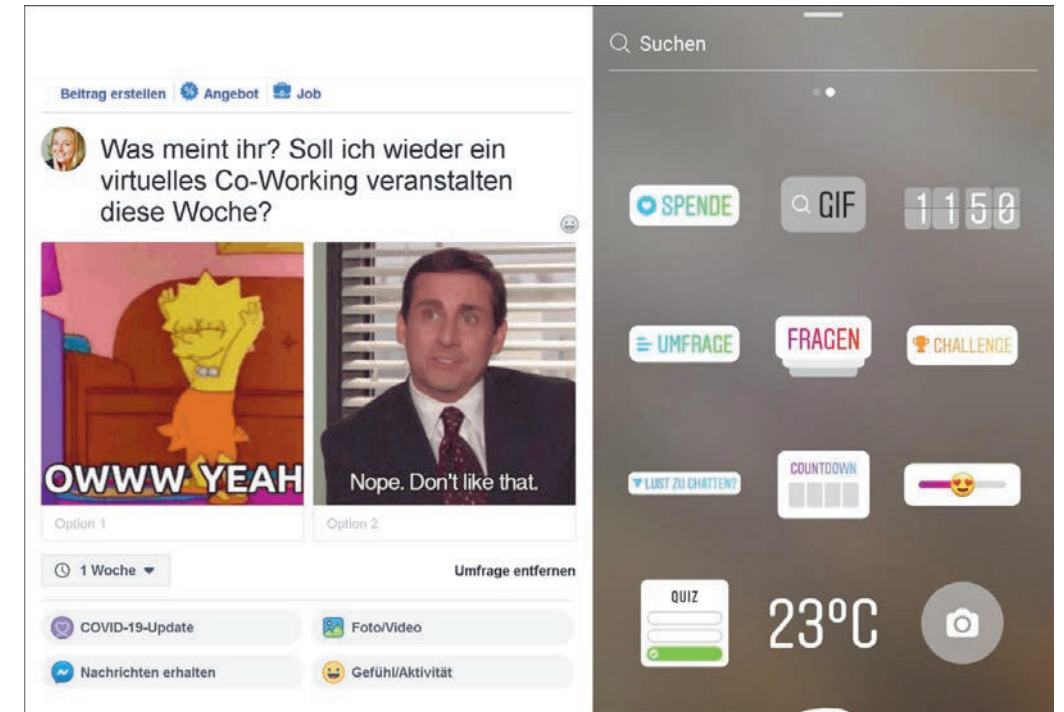 Beitrag erstellen Angebot Job
Was meint ihr? Soll ich wieder ein
virtuelles Co-Working veranstalten
diese Woche?
OWWW YEAH
Nope. Don't like that.
Option 1
Option 2
1 Woche
Umfrage entfernen
COVID-19-Update
Foto/Video
Nachrichten erhalten
Gefühl/Aktivität
Suchen
SPENDE
GIF
1150
UMFRAGE
FRAGEN
CHALLENGE
LUST ZU CHATTEN?
COUNTDOWN
QUIZ
23°C